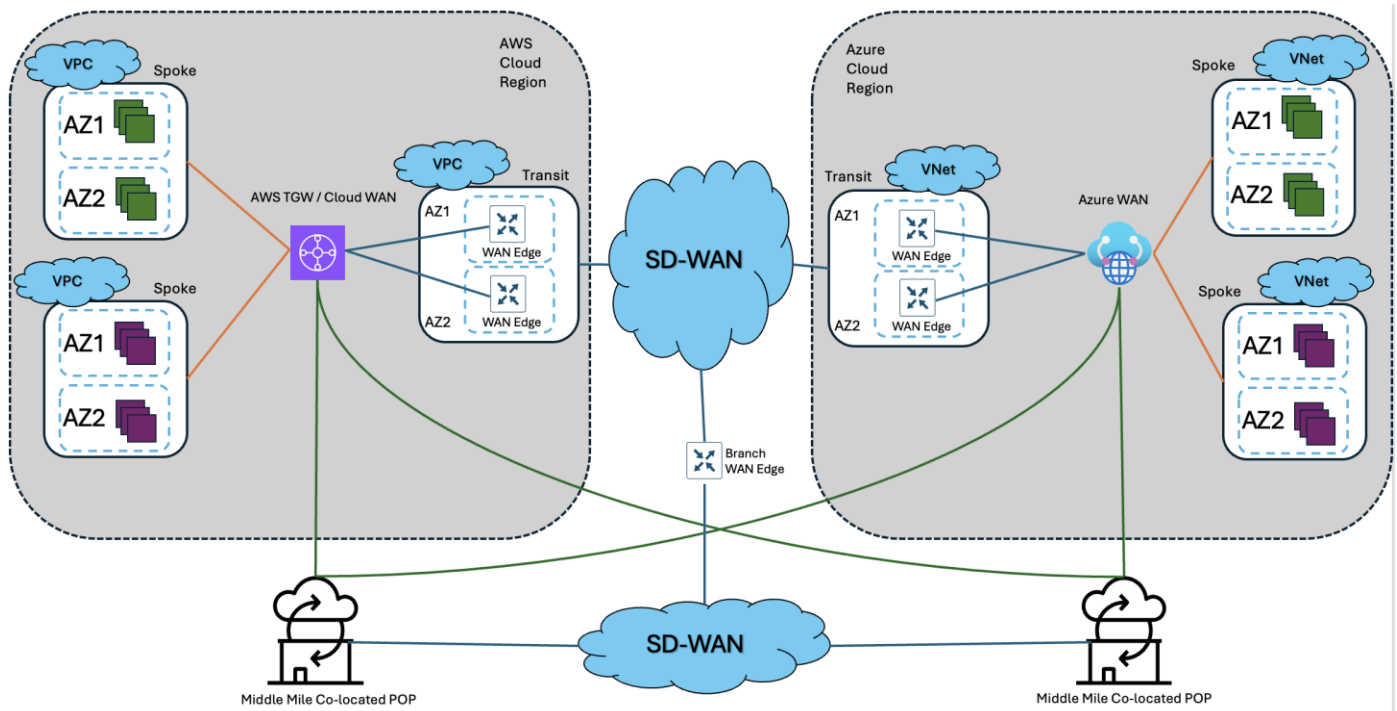 AWS
Cloud
Region
VPC
Spoke
AZ1
AZ2
VPC
Spoke
AZ1
AZ2
AWS TGW / Cloud WAN
VPC
Transit
AZ1
WAN Edge
WAN Edge
AZ2
SD-WAN
Branch
WAN Edge
Azure
Cloud
Region
Transit
VNet
AZ1
WAN Edge
WAN Edge
AZ2
Azure WAN
Spoke
VNet
AZ1
AZ2
Spoke
VNet
AZ1
AZ2
Middle Mile Co-located POP
SD-WAN
Middle Mile Co-located POP